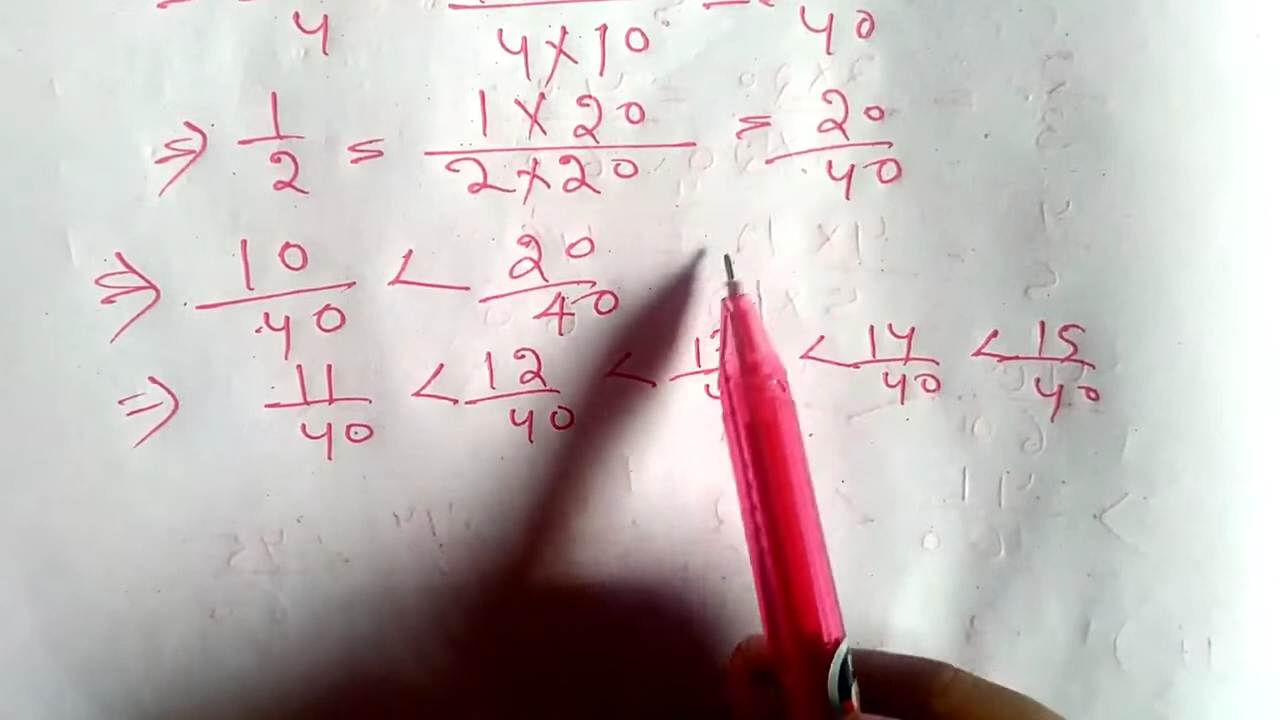 4 4×10 40
⇒ 1/2 = 1×20/2×20 = 20/40
⇒ 10/40 < 20/40
⇒ 11/40 < 12/40 < < 14/40 < 15/40